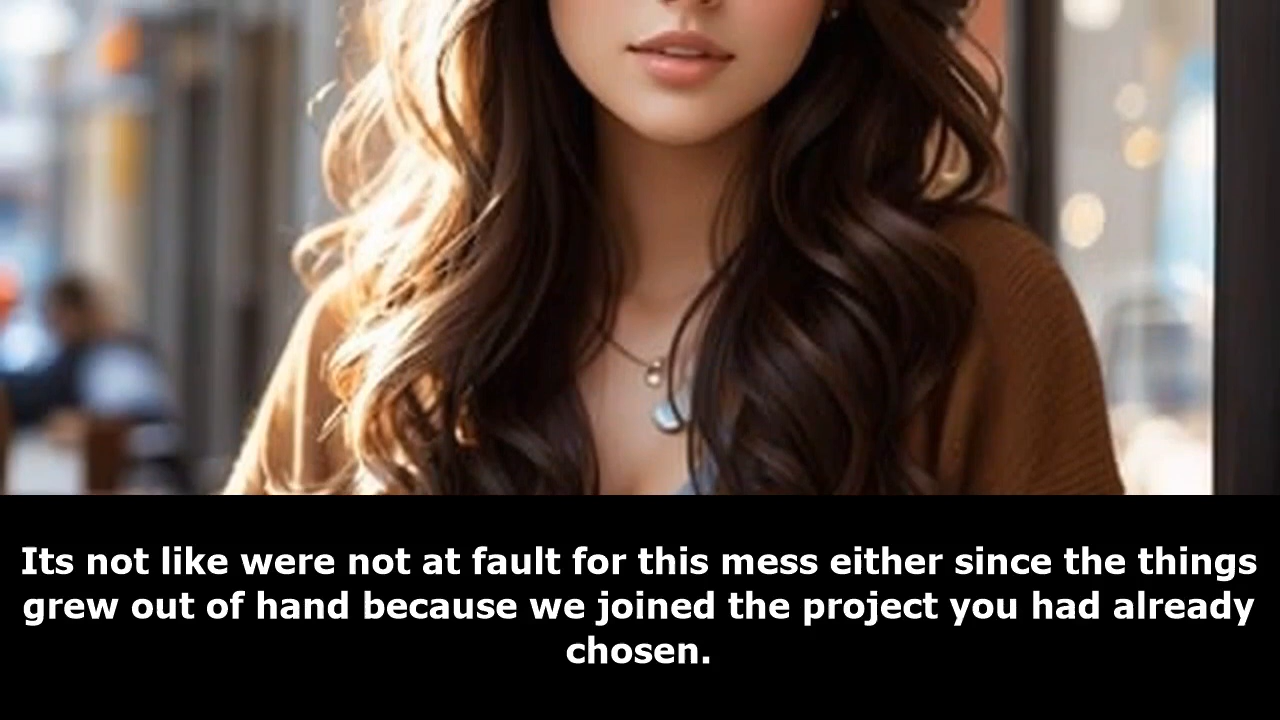 Its not like were not at fault for this mess either since the things
grew out of hand because we joined the project you had already
chosen.